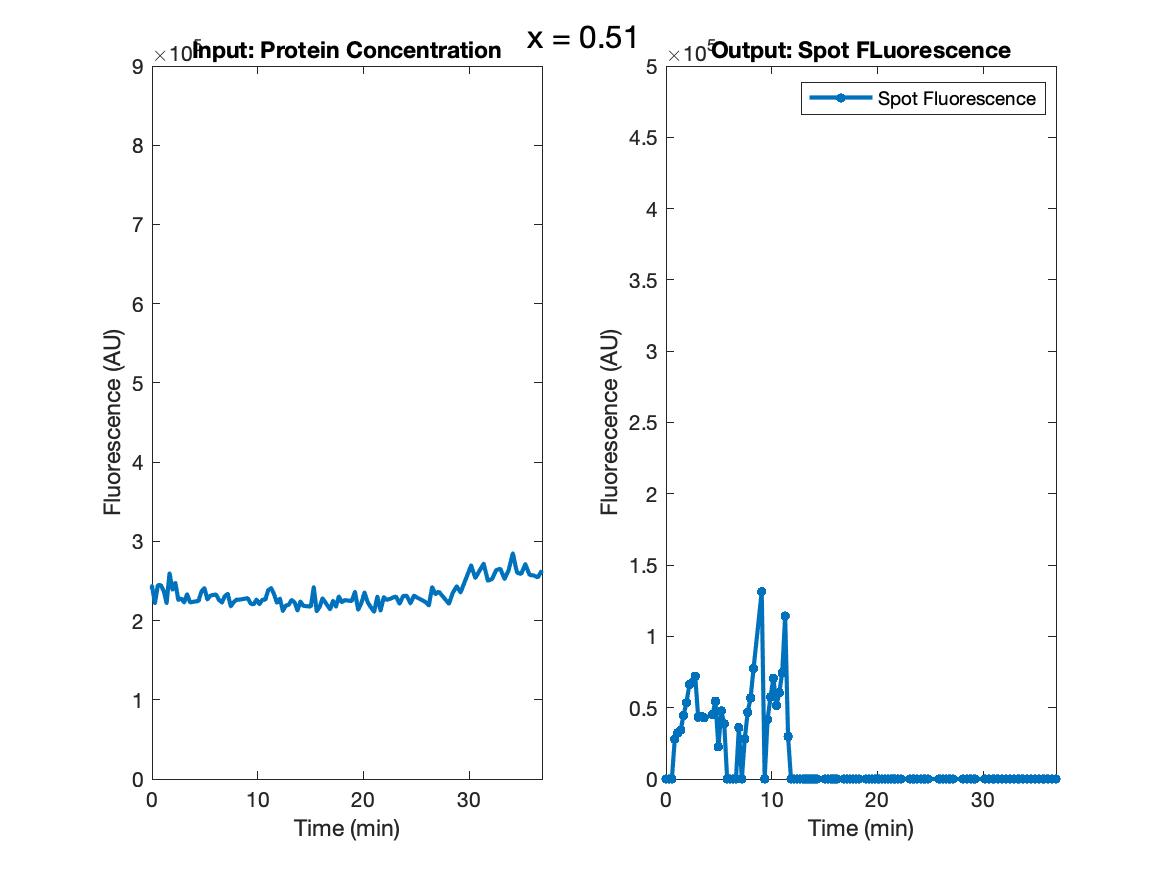 x = 0.51
×10⁵
Input: Protein Concentration
9
8
7
6
5
4
3
2
1
0
Fluorescence (AU)
0 10 20 30
Time (min)
×10⁵
Output: Spot FLuorescence
Spot Fluorescence
5
4.5
4
3.5
3
2.5
2
1.5
1
0.5
0
Fluorescence (AU)
0 10 20 30
Time (min)